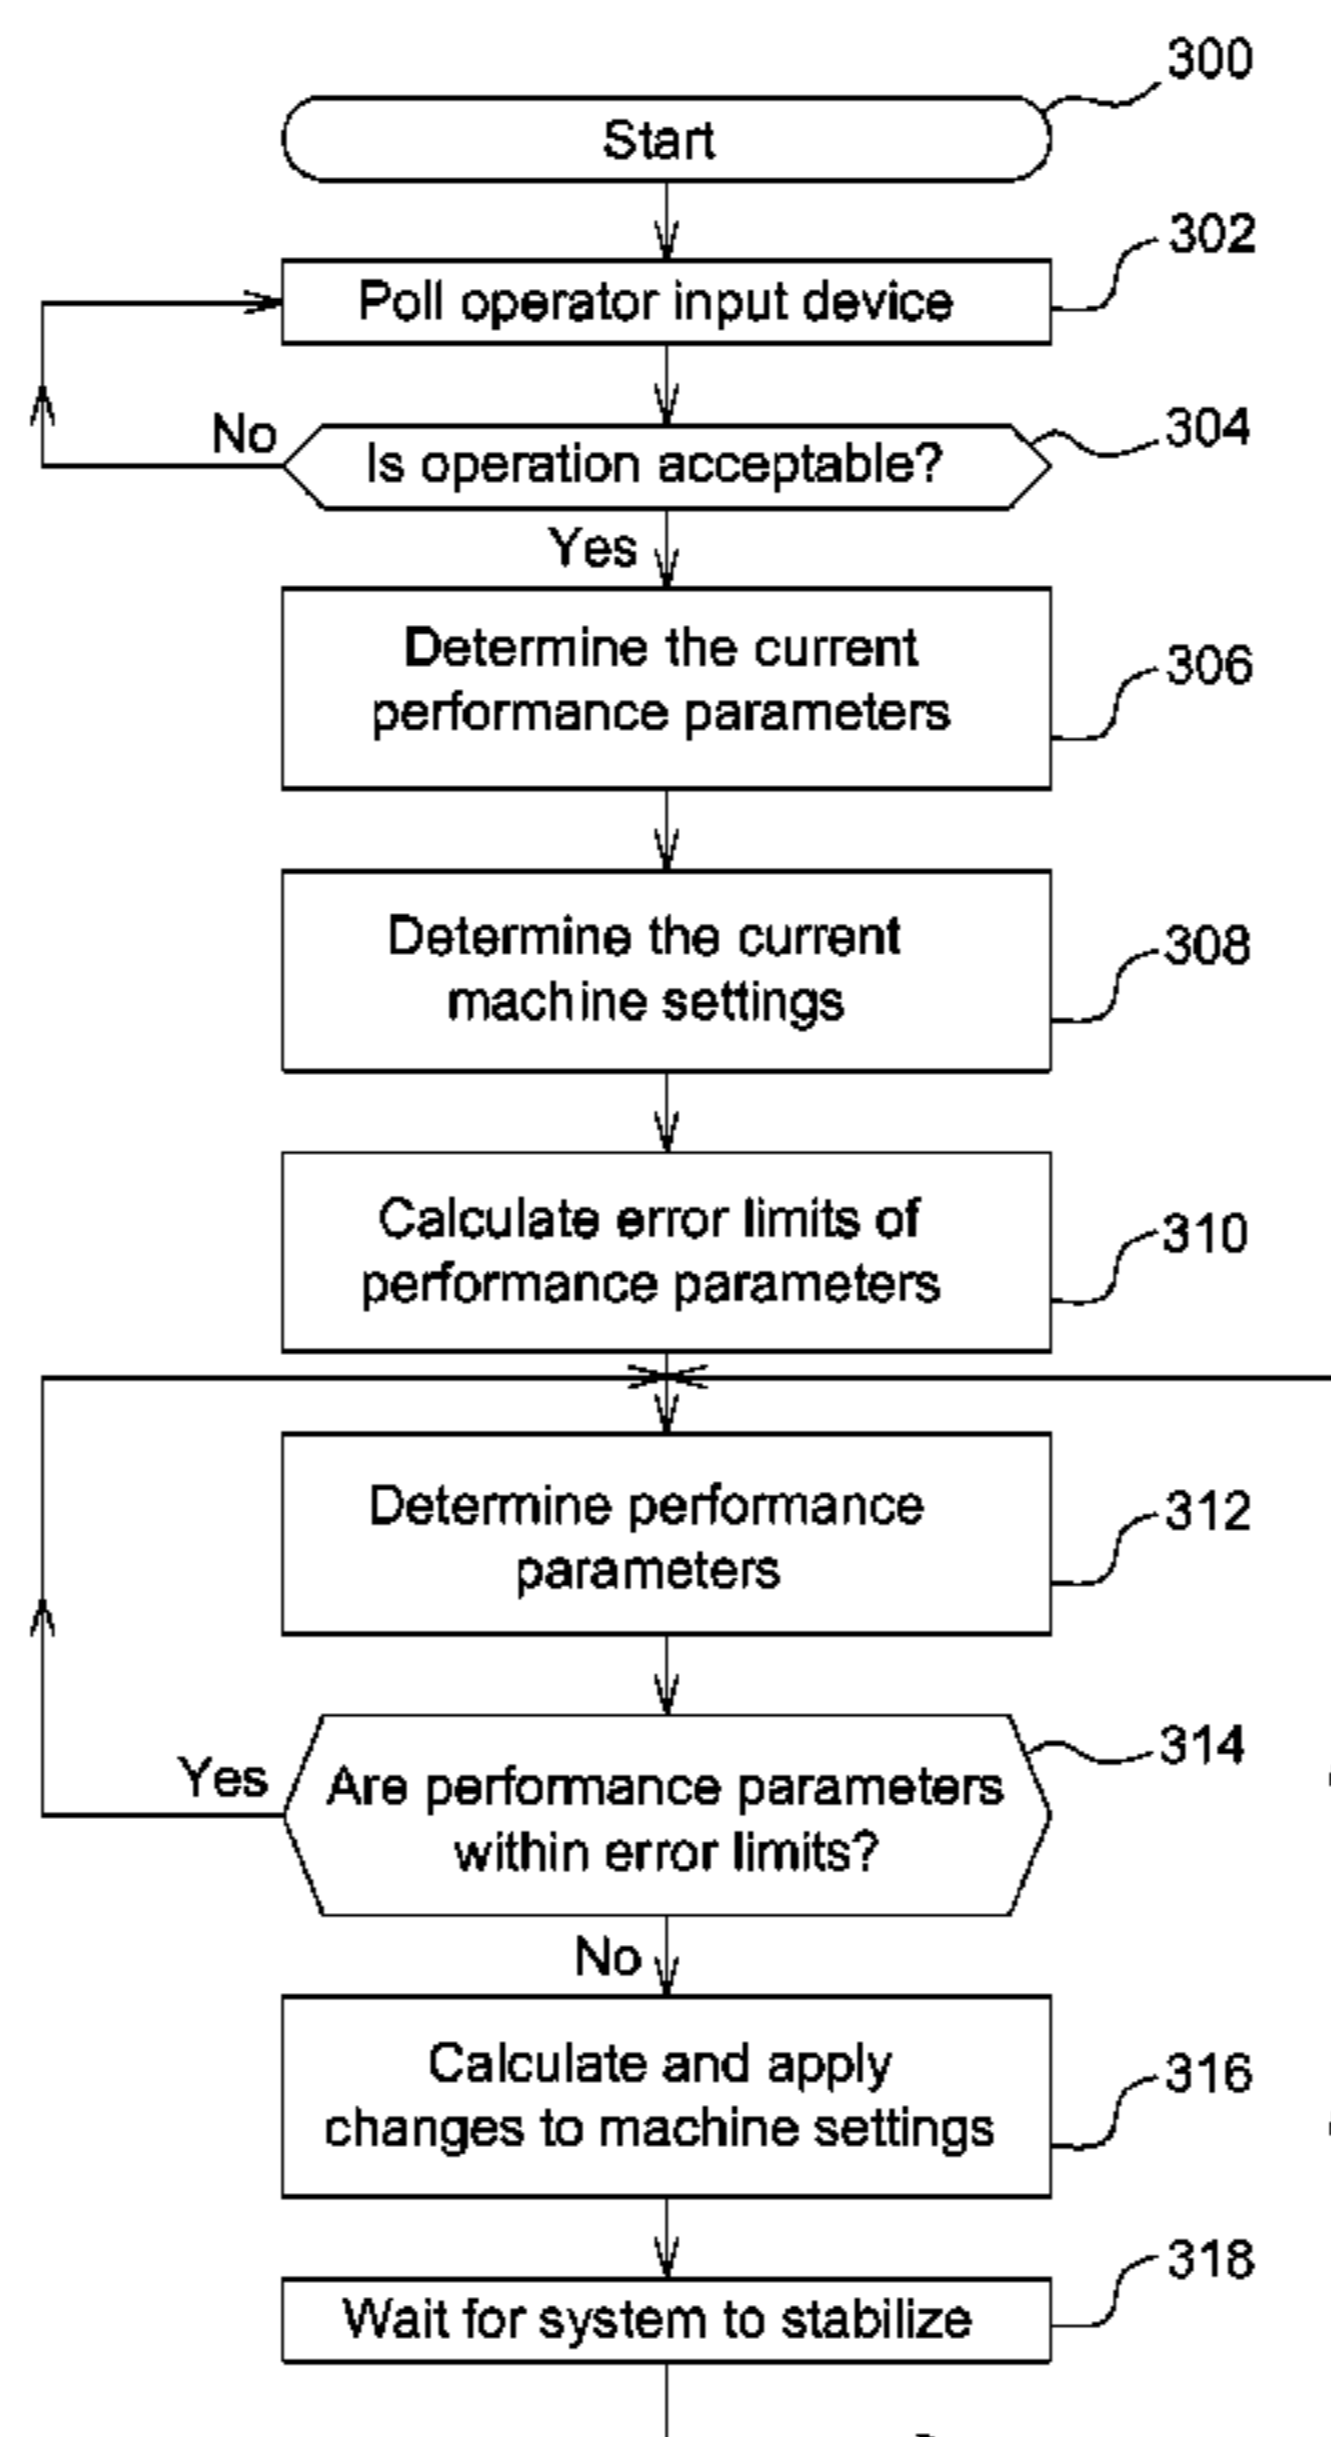 300
Start
302
Poll operator input device
304
No
Is operation acceptable?
Yes
Determine the current
performance parameters
306
Determine the current
machine settings
308
Calculate error limits of
performance parameters
310
Determine performance
parameters
312
314
Yes
Are performance parameters
within error limits?
No
Calculate and apply
changes to machine settings
316
318
Wait for system to stabilize